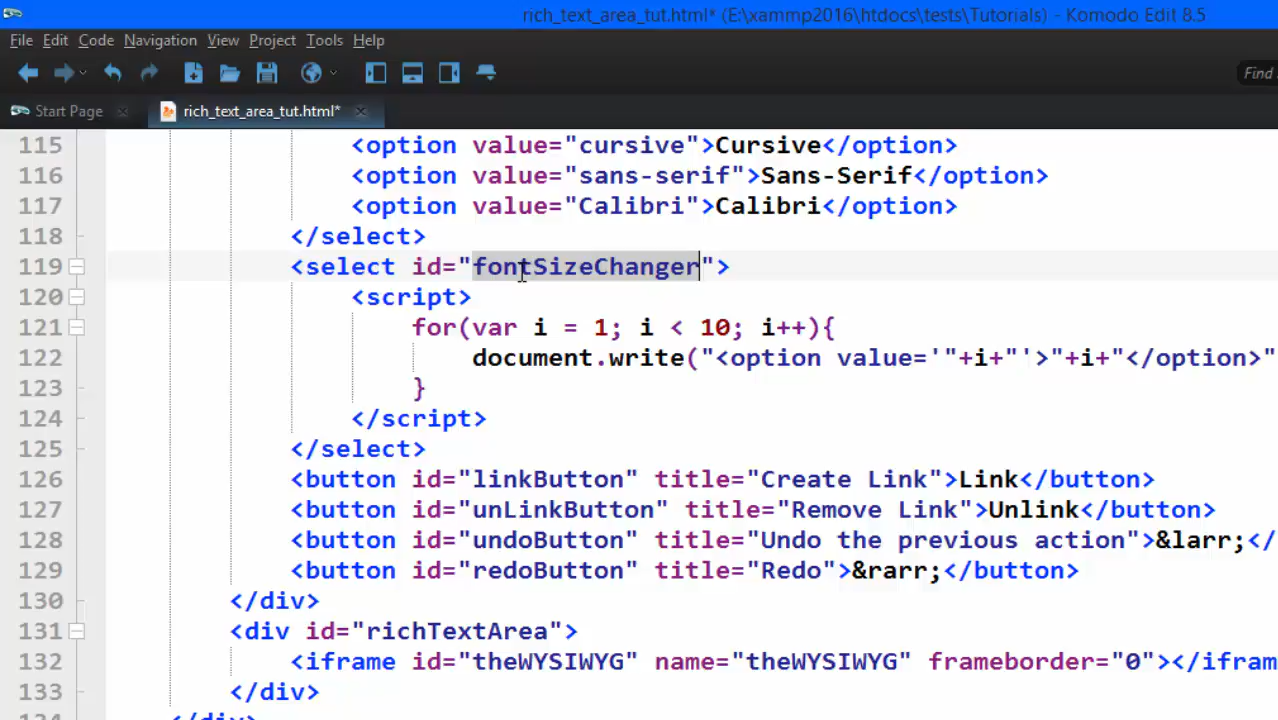 rich_text_area_tut.html* (E:\xammp2016\htdocs\tests\Tutorials) - Komodo Edit 8.5
File Edit Code Navigation View Project Tools Help
Find
Start Page rich_text_area_tut.html*
115 <option value="cursive">Cursive</option>
116 <option value="sans-serif">Sans-Serif</option>
117 <option value="Calibri">Calibri</option>
118 </select>
119 <select id="fontSizeChanger">
120 <script>
121 for(var i = 1; i < 10; i++){
122 document.write("<option value='"+i+"'>"+i+"</option>"
123 }
124 </script>
125 </select>
126 <button id="linkButton" title="Create Link">Link</button>
127 <button id="unLinkButton" title="Remove Link">Unlink</button>
128 <button id="undoButton" title="Undo the previous action">&larr;</
129 <button id="redoButton" title="Redo">&rarr;</button>
130 </div>
131 <div id="richTextArea">
132 <iframe id="theWYSIWYG" name="theWYSIWYG" frameborder="0"></ifram
133 </div>
134 </div>